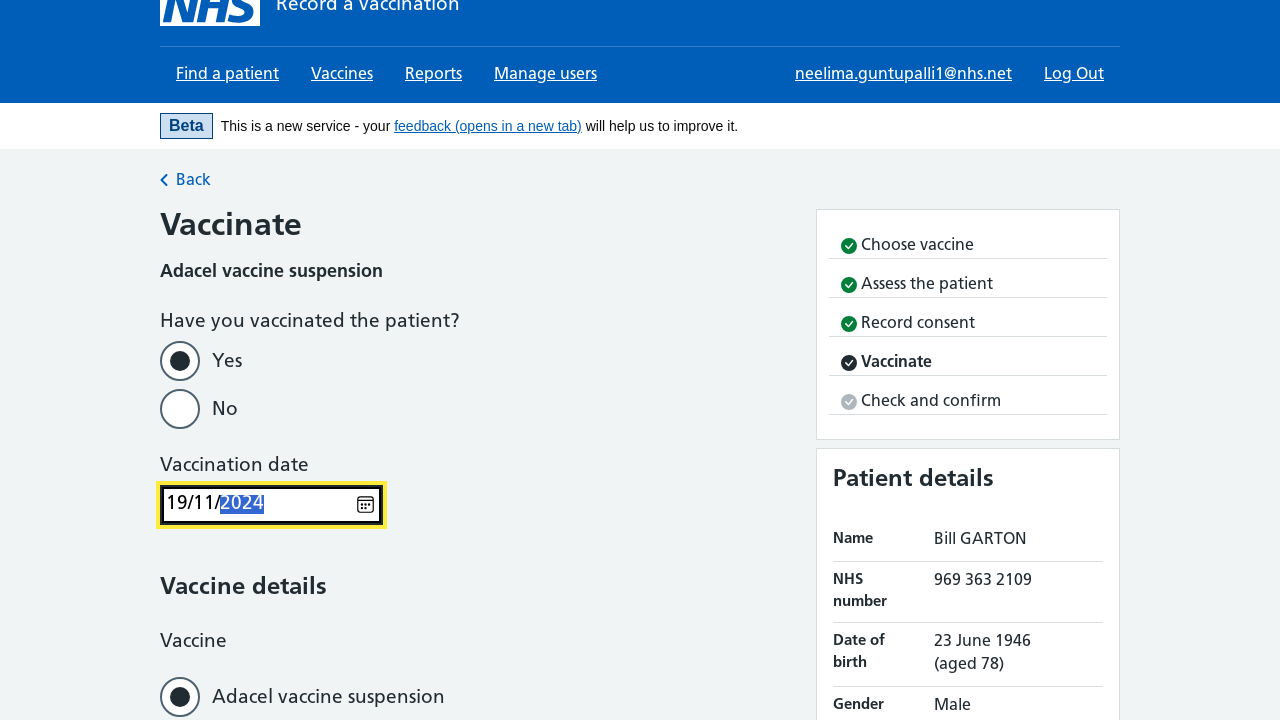 NHS Record a vaccination
Find a patient Vaccines Reports Manage users neelima.guntupalli1@nhs.net Log Out
Beta This is a new service - your feedback (opens in a new tab) will help us to improve it.
Back
Vaccinate
Adacel vaccine suspension
Have you vaccinated the patient?
Yes
No
Vaccination date
19/11/2024
Vaccine details
Vaccine
Adacel vaccine suspension
Choose vaccine
Assess the patient
Record consent
Vaccinate
Check and confirm
Patient details
Name Bill GARTON
NHS number 969 363 2109
Date of birth 23 June 1946 (aged 78)
Gender Male